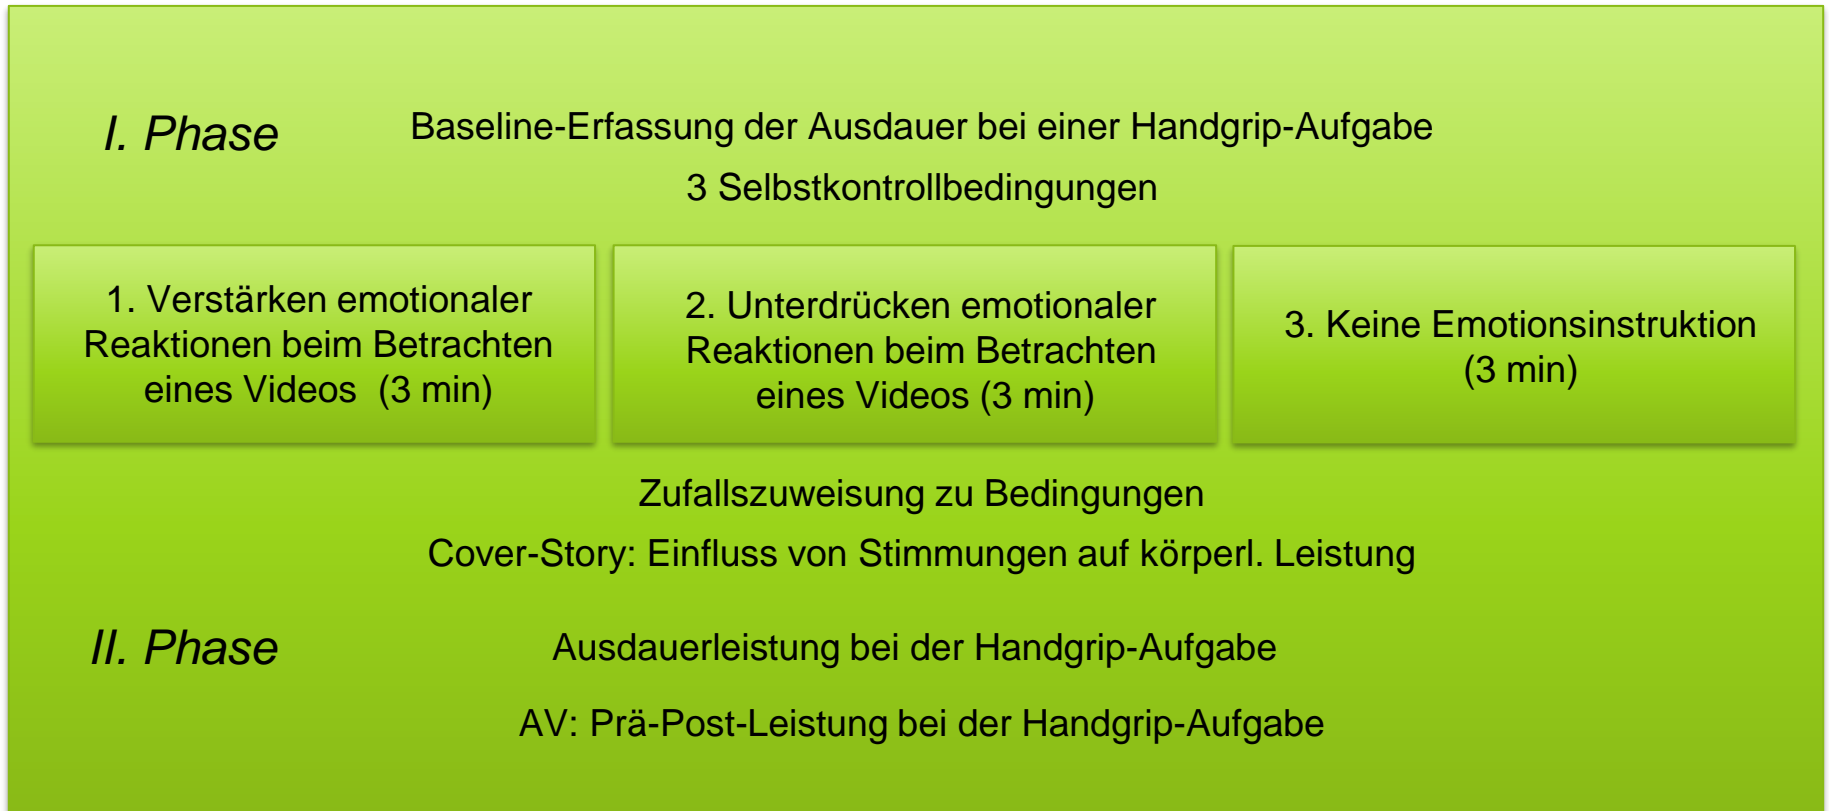 I. Phase
Baseline-Erfassung der Ausdauer bei einer Handgrip-Aufgabe
3 Selbstkontrollbedingungen
1. Verstärken emotionaler
Reaktionen beim Betrachten
eines Videos (3 min)
2. Unterdrücken emotionaler
Reaktionen beim Betrachten
eines Videos (3 min)
3. Keine Emotionsinstruktion
(3 min)
Zufallszuweisung zu Bedingungen
Cover-Story: Einfluss von Stimmungen auf körperl. Leistung
II. Phase
Ausdauerleistung bei der Handgrip-Aufgabe
AV: Prä-Post-Leistung bei der Handgrip-Aufgabe